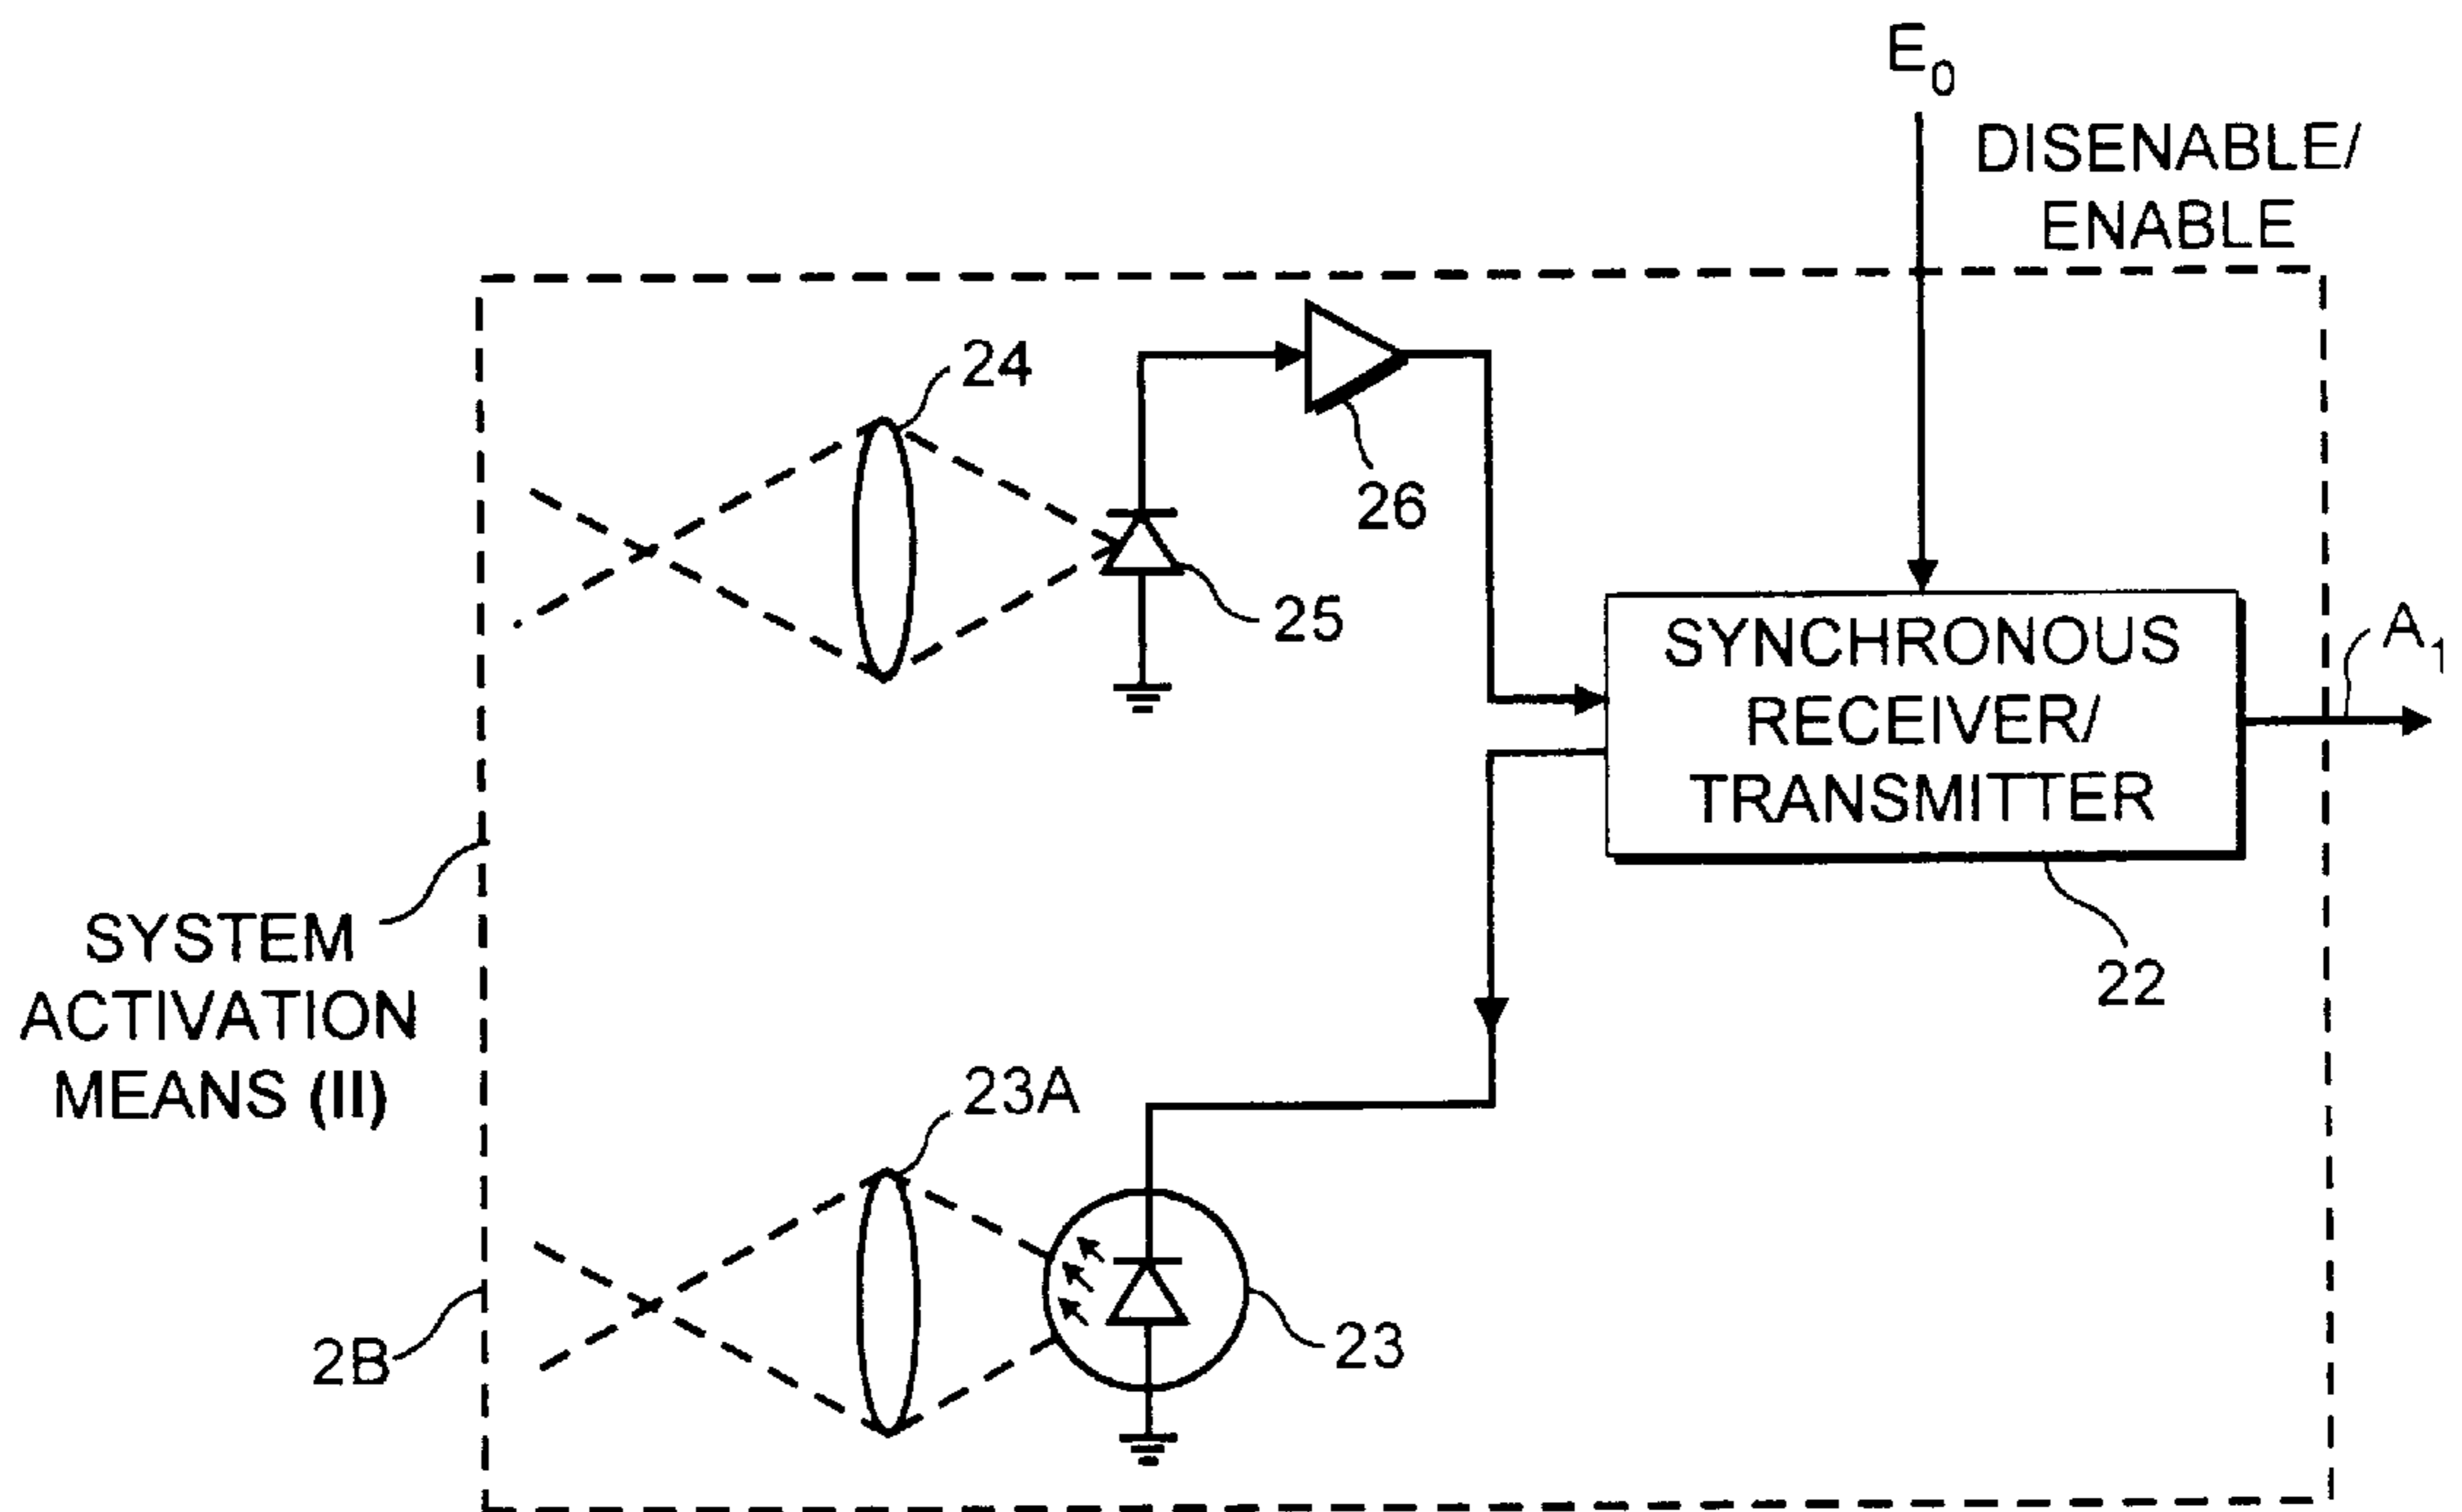 E0
DISENABLE/
ENABLE
24
26
25
SYNCHRONOUS
RECEIVER/
TRANSMITTER
A1
22
SYSTEM
ACTIVATION
MEANS (II)
23A
2B
23